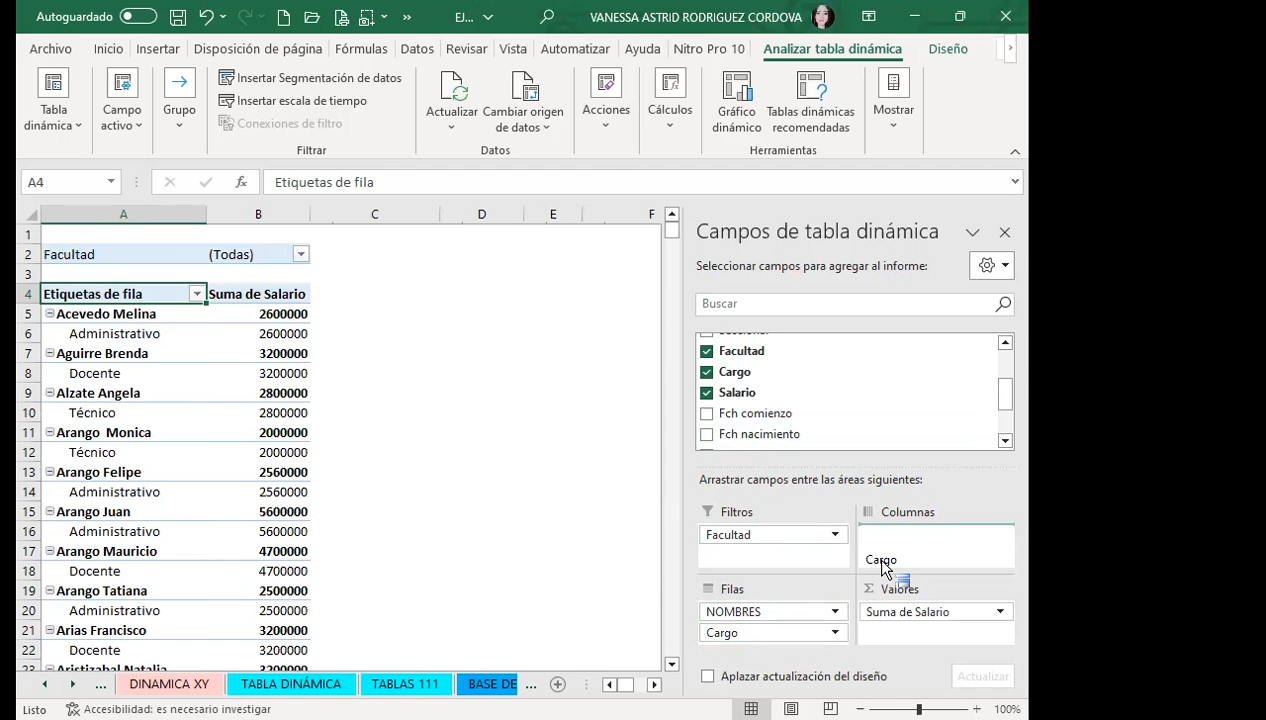 Autoguardado EJ... VANESSA ASTRID RODRIGUEZ CORDOVA
Archivo Inicio Insertar Disposición de página Fórmulas Datos Revisar Vista Automatizar Ayuda Nitro Pro 10 Analizar tabla dinámica Diseño
Tabla dinámica
Campo activo
Grupo
Insertar Segmentación de datos
Insertar escala de tiempo
Conexiones de filtro
Filtrar
Actualizar
Cambiar origen de datos
Datos
Acciones
Cálculos
Gráfico dinámico
Tablas dinámicas recomendadas
Herramientas
Mostrar
A4 fx Etiquetas de fila
A B C D E F
1
2 Facultad (Todas)
3
4 Etiquetas de fila Suma de Salario
5 Acevedo Melina 2600000
6 Administrativo 2600000
7 Aguirre Brenda 3200000
8 Docente 3200000
9 Alzate Angela 2800000
10 Técnico 2800000
11 Arango Monica 2000000
12 Técnico 2000000
13 Arango Felipe 2560000
14 Administrativo 2560000
15 Arango Juan 5600000
16 Administrativo 5600000
17 Arango Mauricio 4700000
18 Docente 4700000
19 Arango Tatiana 2500000
20 Administrativo 2500000
21 Arias Francisco 3200000
22 Docente 3200000
23 Aristizabal Natalia 3200000
Campos de tabla dinámica
Seleccionar campos para agregar al informe:
Buscar
Facultad
Cargo
Salario
Fch comienzo
Fch nacimiento
Arrastrar campos entre las áreas siguientes:
Filtros
Facultad
Columnas
Cargo
Filas
NOMBRES
Cargo
Σ Valores
Suma de Salario
Aplazar actualización del diseño Actualizar
... DINAMICA XY TABLA DINÁMICA TABLAS 111 BASE DE ...
Listo Accesibilidad: es necesario investigar 100%